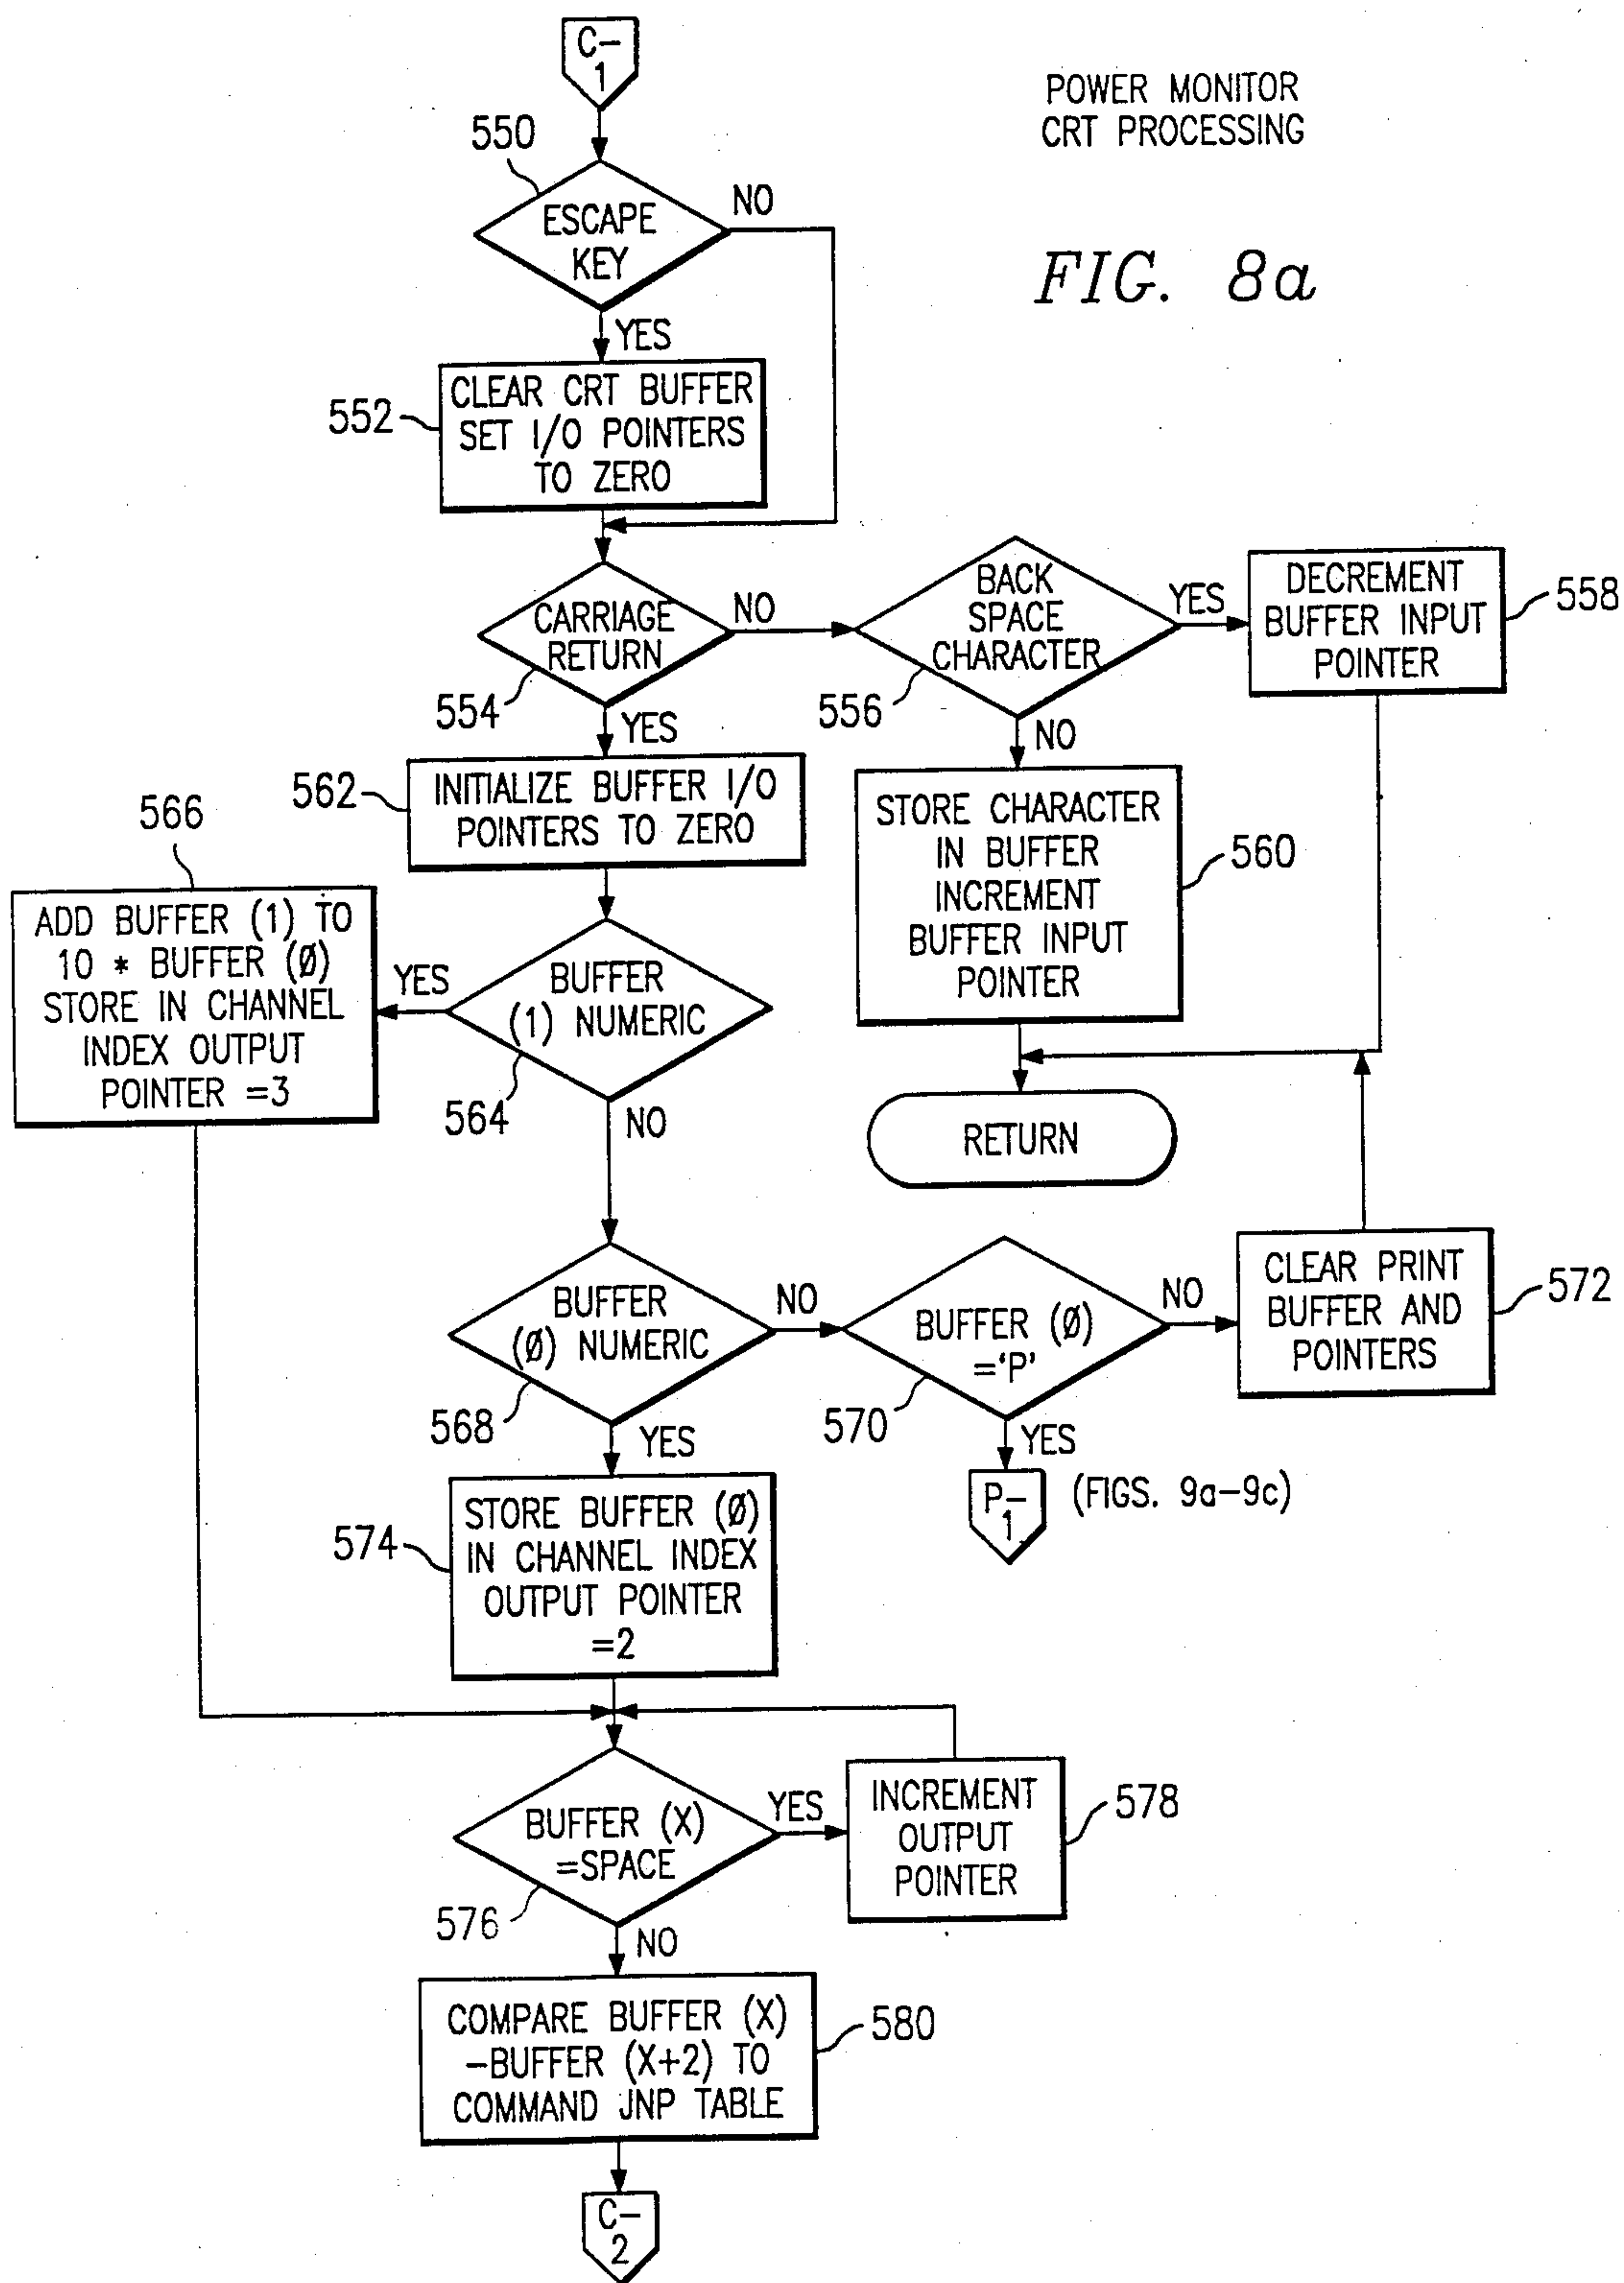 C-
1
POWER MONITOR
CRT PROCESSING
FIG. 8a
550
ESCAPE
KEY
NO
YES
552
CLEAR CRT BUFFER
SET I/O POINTERS
TO ZERO
CARRIAGE
RETURN
554
NO
YES
BACK
SPACE
CHARACTER
556
YES
NO
DECREMENT
BUFFER INPUT
POINTER
558
562
INITIALIZE BUFFER I/O
POINTERS TO ZERO
STORE CHARACTER
IN BUFFER
INCREMENT
BUFFER INPUT
POINTER
560
566
ADD BUFFER (1) TO
10 * BUFFER (Ø)
STORE IN CHANNEL
INDEX OUTPUT
POINTER =3
YES
BUFFER
(1) NUMERIC
564
NO
RETURN
BUFFER
(Ø) NUMERIC
568
NO
YES
BUFFER (Ø)
='P'
570
NO
YES
CLEAR PRINT
BUFFER AND
POINTERS
572
P-
1
(FIGS. 9a-9c)
574
STORE BUFFER (Ø)
IN CHANNEL INDEX
OUTPUT POINTER
=2
BUFFER (X)
=SPACE
576
YES
NO
INCREMENT
OUTPUT
POINTER
578
COMPARE BUFFER (X)
-BUFFER (X+2) TO
COMMAND JNP TABLE
580
C-
2